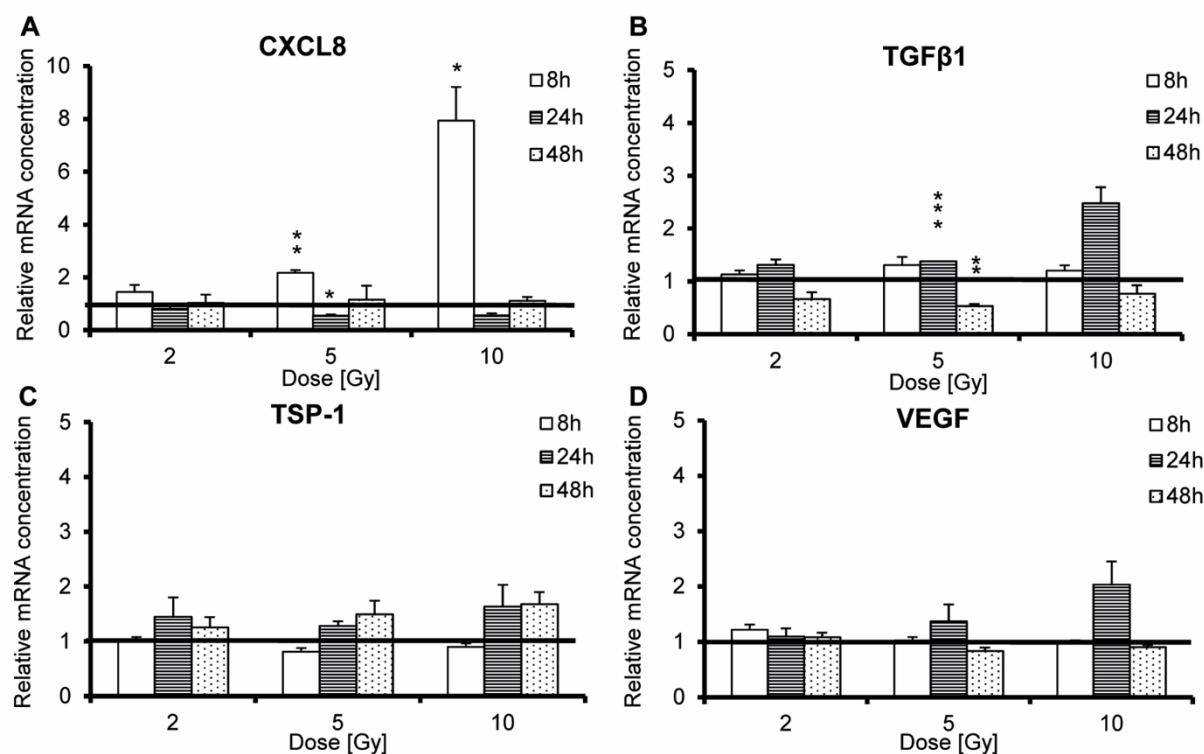 A
CXCL8
Relative mRNA concentration
10
8
6
4
2
0
*
*
*
*
*
8h
24h
48h
2
5
10
Dose [Gy]
B
TGFβ1
Relative mRNA concentration
5
4
3
2
1
0
*
*
*
*
*
8h
24h
48h
2
5
10
Dose [Gy]
C
TSP-1
Relative mRNA concentration
5
4
3
2
1
0
8h
24h
48h
2
5
10
Dose [Gy]
D
VEGF
Relative mRNA concentration
5
4
3
2
1
0
8h
24h
48h
2
5
10
Dose [Gy]